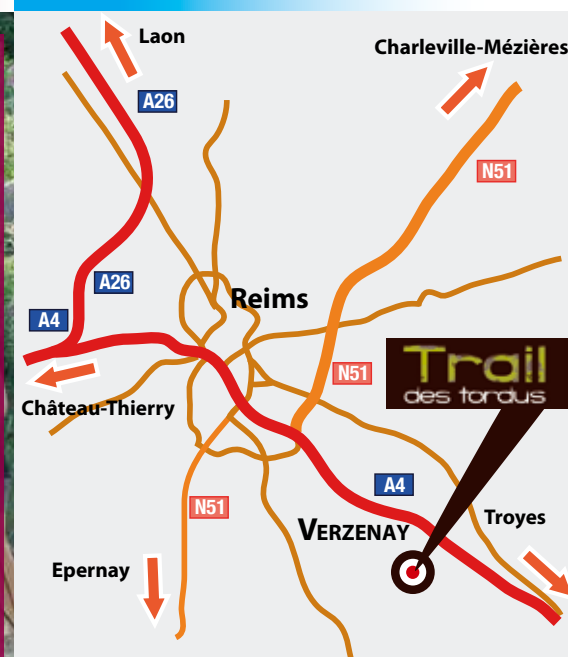 Laon
Charleville-Mézières
A26
N51
A26
Reims
A4
N51
Trail
des tordus
Château-Thierry
A4
N51
VERZENAY
Troyes
Epernay